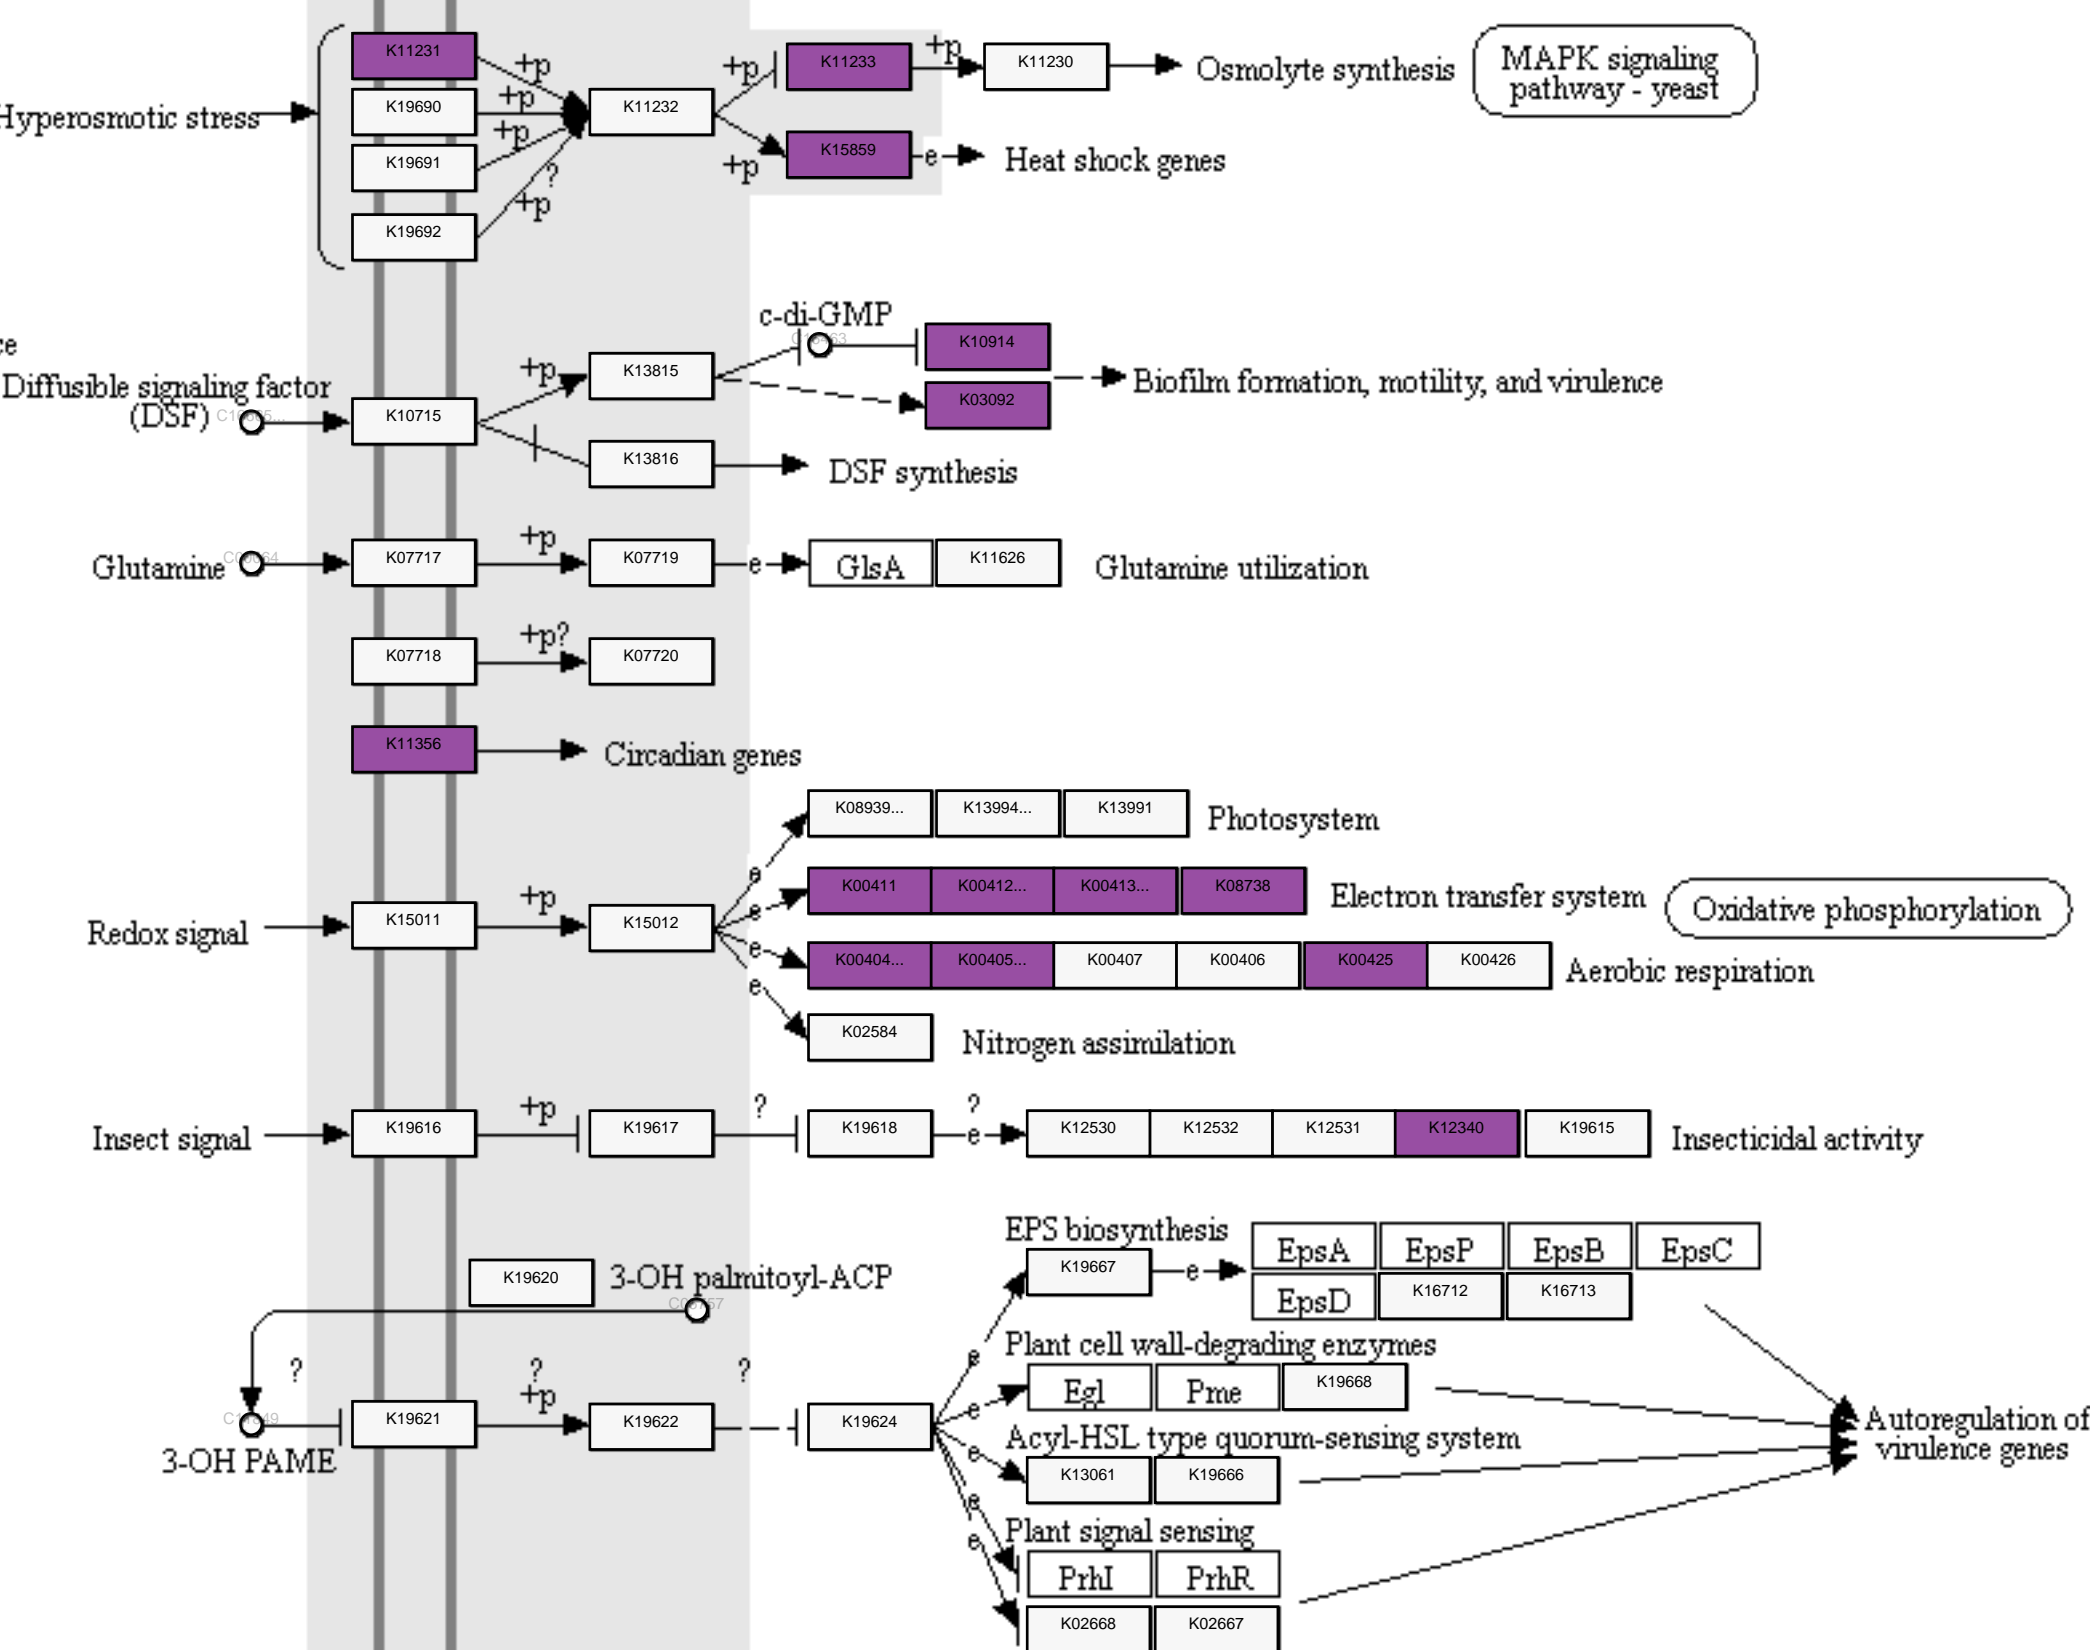 K11231
+p
K11233
+p
K11230
Osmolyte synthesis
MAPK signaling
pathway - yeast
Hyperosmotic stress
K19690
+p
K11232
+p
K19691
+p
K15859
e
Heat shock genes
+p
?
K19692
+p
c-di-GMP
K10914
Diffusible signaling factor
(DSF)
K10715
+p
K13815
K03092
Biofilm formation, motility, and virulence
K13816
DSF synthesis
Glutamine
K07717
+p
K07719
e
GlsA
K11626
Glutamine utilization
K07718
+p?
K07720
K11356
Circadian genes
K08939...
K13994...
K13991
Photosystem
e
K00411
K00412...
K00413...
K08738
Electron transfer system
Oxidative phosphorylation
Redox signal
K15011
+p
K15012
e
e
K00404...
K00405...
K00407
K00406
K00425
K00426
Aerobic respiration
e
K02584
Nitrogen assimilation
Insect signal
K19616
+p
K19617
?
K19618
?
e
K12530
K12532
K12531
K12340
K19615
Insecticidal activity
EPS biosynthesis
K19667
e
EpsA
EpsP
EpsB
EpsC
EpsD
K16712
K16713
K19620
3-OH palmitoyl-ACP
Plant cell wall-degrading enzymes
e
Egl
Pme
K19668
?
3-OH PAME
K19621
?
+p
K19622
?
K19624
e
Acyl-HSL type quorum-sensing system
e
K13061
K19666
Autoregulation of
virulence genes
e
Plant signal sensing
e
PrhI
PrhR
K02668
K02667